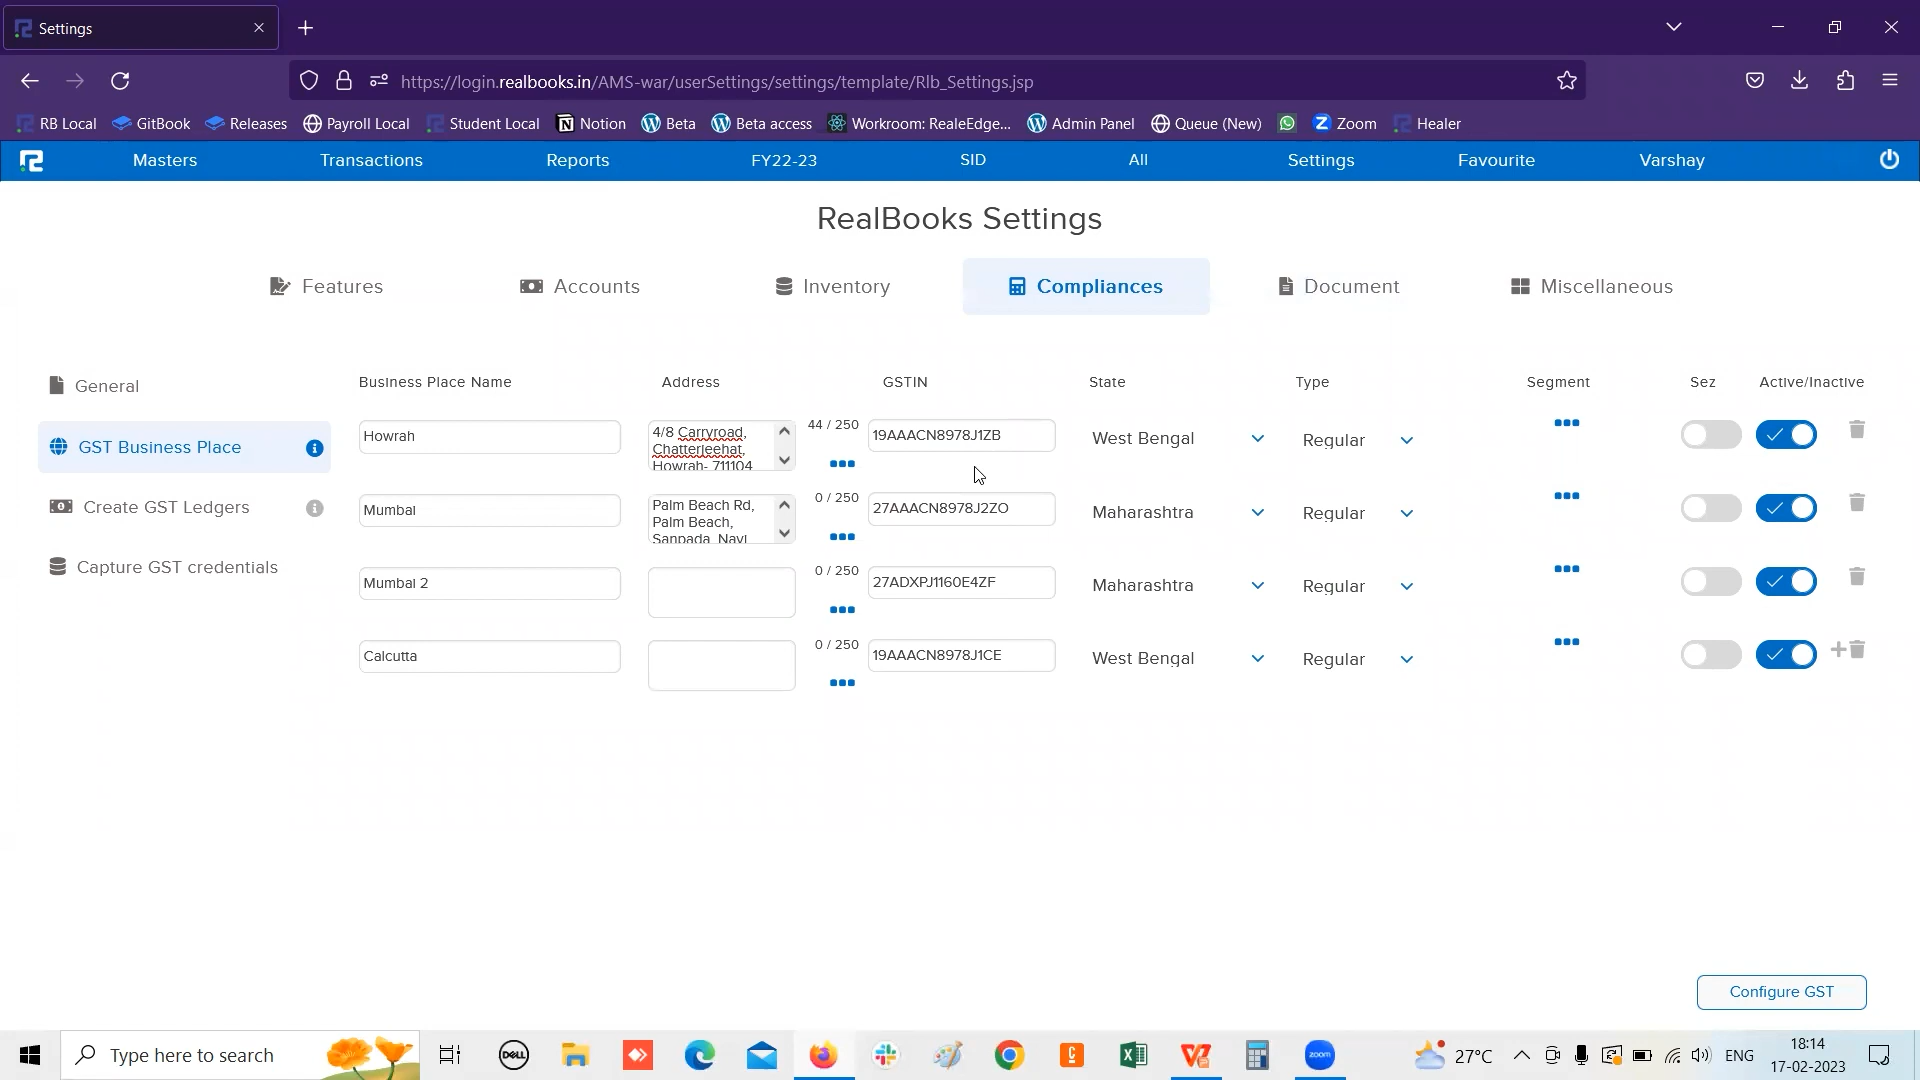 Settings
https://login.realbooks.in/AMS-war/userSettings/settings/template/Rlb_Settings.jsp
RB Local GitBook Releases Payroll Local Student Local Notion Beta Beta access Workroom: RealeEdge... Admin Panel Queue (New) Zoom Healer
Masters Transactions Reports FY22-23 SID All Settings Favourite Varshay
RealBooks Settings
Features Accounts Inventory Compliances Document Miscellaneous
General
GST Business Place
Create GST Ledgers
Capture GST credentials
Business Place Name Address GSTIN State Type Segment Sez Active/Inactive
Howrah
4/8 Carryroad,
Chatterjeehat,
Howrah- 711104
44 / 250
19AAACN8978J1ZB
West Bengal
Regular
Mumbai
Palm Beach Rd,
Palm Beach,
Sanpada, Navi
0 / 250
27AAACN8978J2ZO
Maharashtra
Regular
Mumbai 2
0 / 250
27ADXPJ1160E4ZF
Maharashtra
Regular
Calcutta
0 / 250
19AAACN8978J1CE
West Bengal
Regular
Configure GST
Type here to search
DELL
zoom
27°C
ENG
18:14
17-02-2023